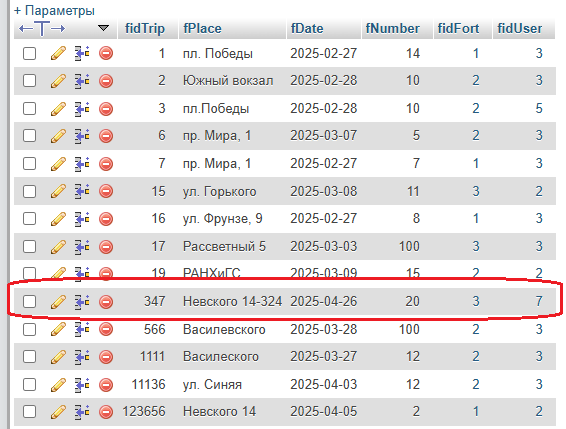 + Параметры
fidTrip fPlace fDate fNumber fidFort fidUser
1 пл. Победы 2025-02-27 14 1 3
2 Южный вокзал 2025-02-28 10 2 3
3 пл.Победы 2025-02-28 10 2 5
6 пр. Мира, 1 2025-03-07 5 2 3
7 пр. Мира, 1 2025-02-27 7 1 3
15 ул. Горького 2025-03-08 11 3 2
16 ул. Фрунзе, 9 2025-02-27 8 1 3
17 Рассветный 5 2025-03-03 100 3 3
19 РАНХиГС 2025-03-09 15 2 2
347 Невского 14-324 2025-04-26 20 3 7
566 Василевского 2025-03-28 100 2 3
1111 Василеского 2025-03-27 12 2 3
11136 ул. Синяя 2025-04-03 12 2 3
123656 Невского 14 2025-04-05 2 1 2